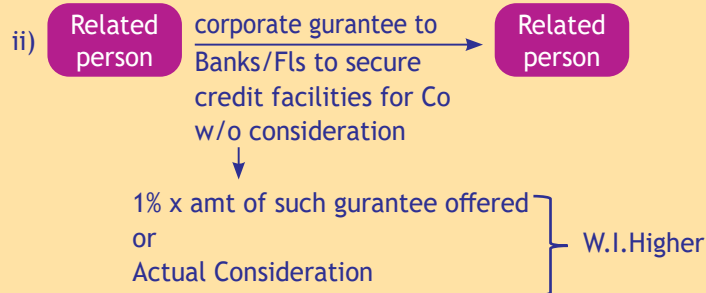 ii)
Related
person
corporate gurantee to
Banks/FIs to secure
credit facilities for Co
w/o consideration
Related
person
1% x amt of such gurantee offered
or
Actual Consideration
W.I.Higher